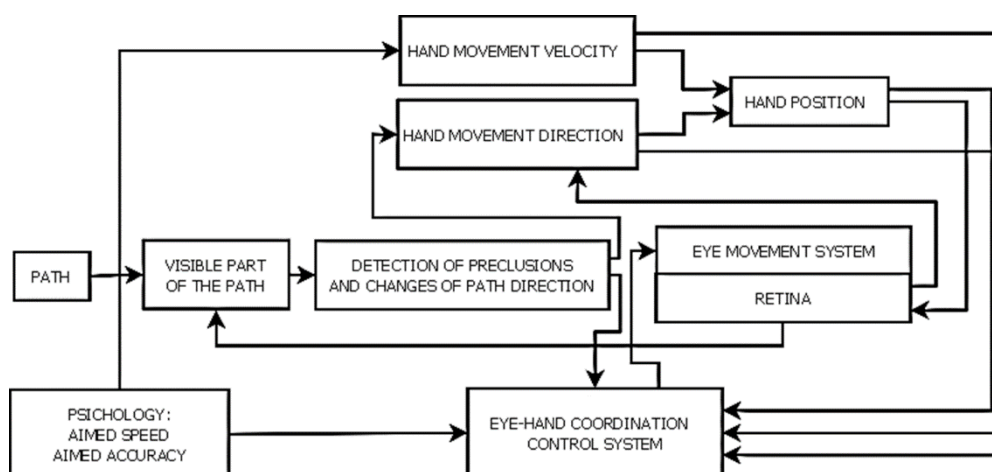 HAND MOVEMENT VELOCITY
HAND POSITION
HAND MOVEMENT DIRECTION
PATH
VISIBLE PART
OF THE PATH
DETECTION OF PRECLUSIONS
AND CHANGES OF PATH DIRECTION
EYE MOVEMENT SYSTEM
RETINA
PSICHOLOGY:
AIMED SPEED
AIMED ACCURACY
EYE-HAND COORDINATION
CONTROL SYSTEM